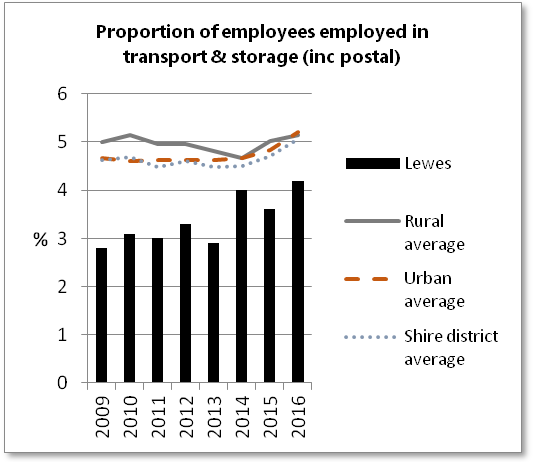 Proportion of employees employed in
transport & storage (inc postal)
6
5
4
3
2
1
0
%
2009
2010
2011
2012
2013
2014
2015
2016
Lewes
Rural
average
Urban
average
Shire district
average